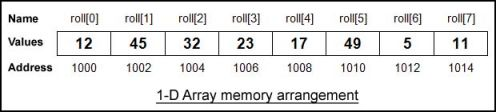 Name roll[0] roll[1] roll[2] roll[3] roll[4] roll[5] roll[6] roll[7]
Values 12 45 32 23 17 49 5 11
Address 1000 1002 1004 1006 1008 1010 1012 1014
1-D Array memory arrangement